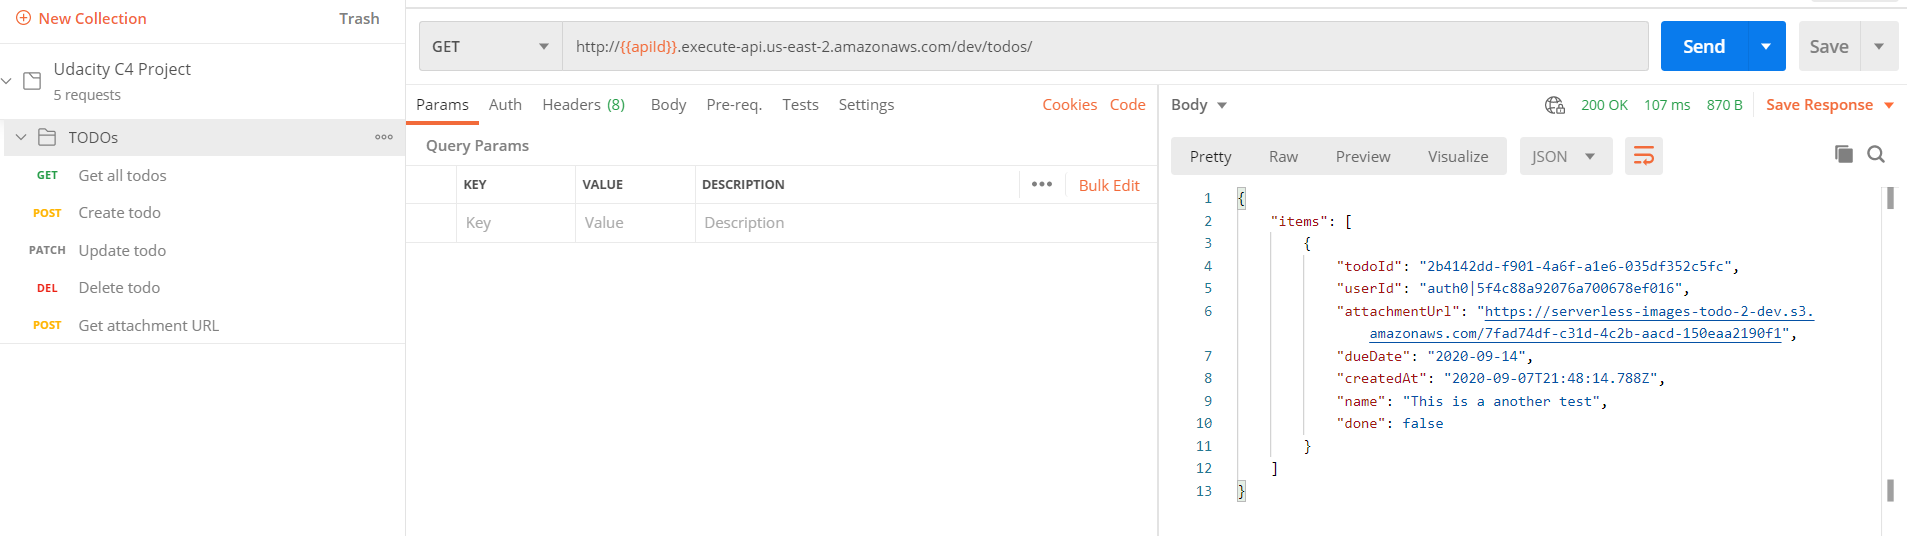 New Collection
Trash
Udacity C4 Project
5 requests
TODOs
GET Get all todos
POST Create todo
PATCH Update todo
DEL Delete todo
POST Get attachment URL
GET
http://{{apiId}}.execute-api.us-east-2.amazonaws.com/dev/todos/
Send
Save
Params Auth Headers (8) Body Pre-req. Tests Settings
Cookies Code
Query Params
KEY VALUE DESCRIPTION
Bulk Edit
Key Value Description
Body
200 OK 107 ms 870 B Save Response
Pretty Raw Preview Visualize JSON
1 {
2 "items": [
3 {
4 "todoId": "2b4142dd-f901-4a6f-a1e6-035df352c5fc",
5 "userId": "auth0|5f4c88a92076a700678ef016",
6 "attachmentUrl": "https://serverless-images-todo-2-dev.s3.
amazonaws.com/7fad74df-c31d-4c2b-aacd-150eaa2190f1",
7 "dueDate": "2020-09-14",
8 "createdAt": "2020-09-07T21:48:14.788Z",
9 "name": "This is a another test",
10 "done": false
11 }
12 ]
13 }